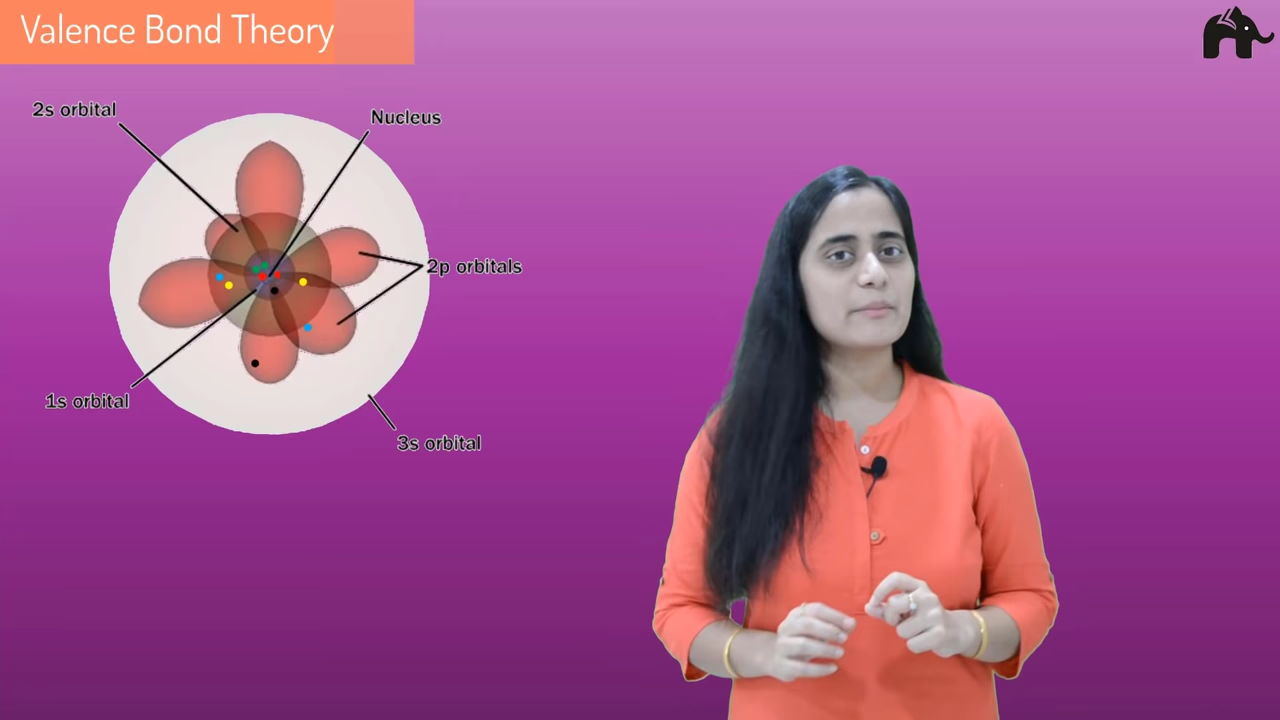 Valence Bond Theory
2s orbital
Nucleus
2p orbitals
1s orbital
3s orbital